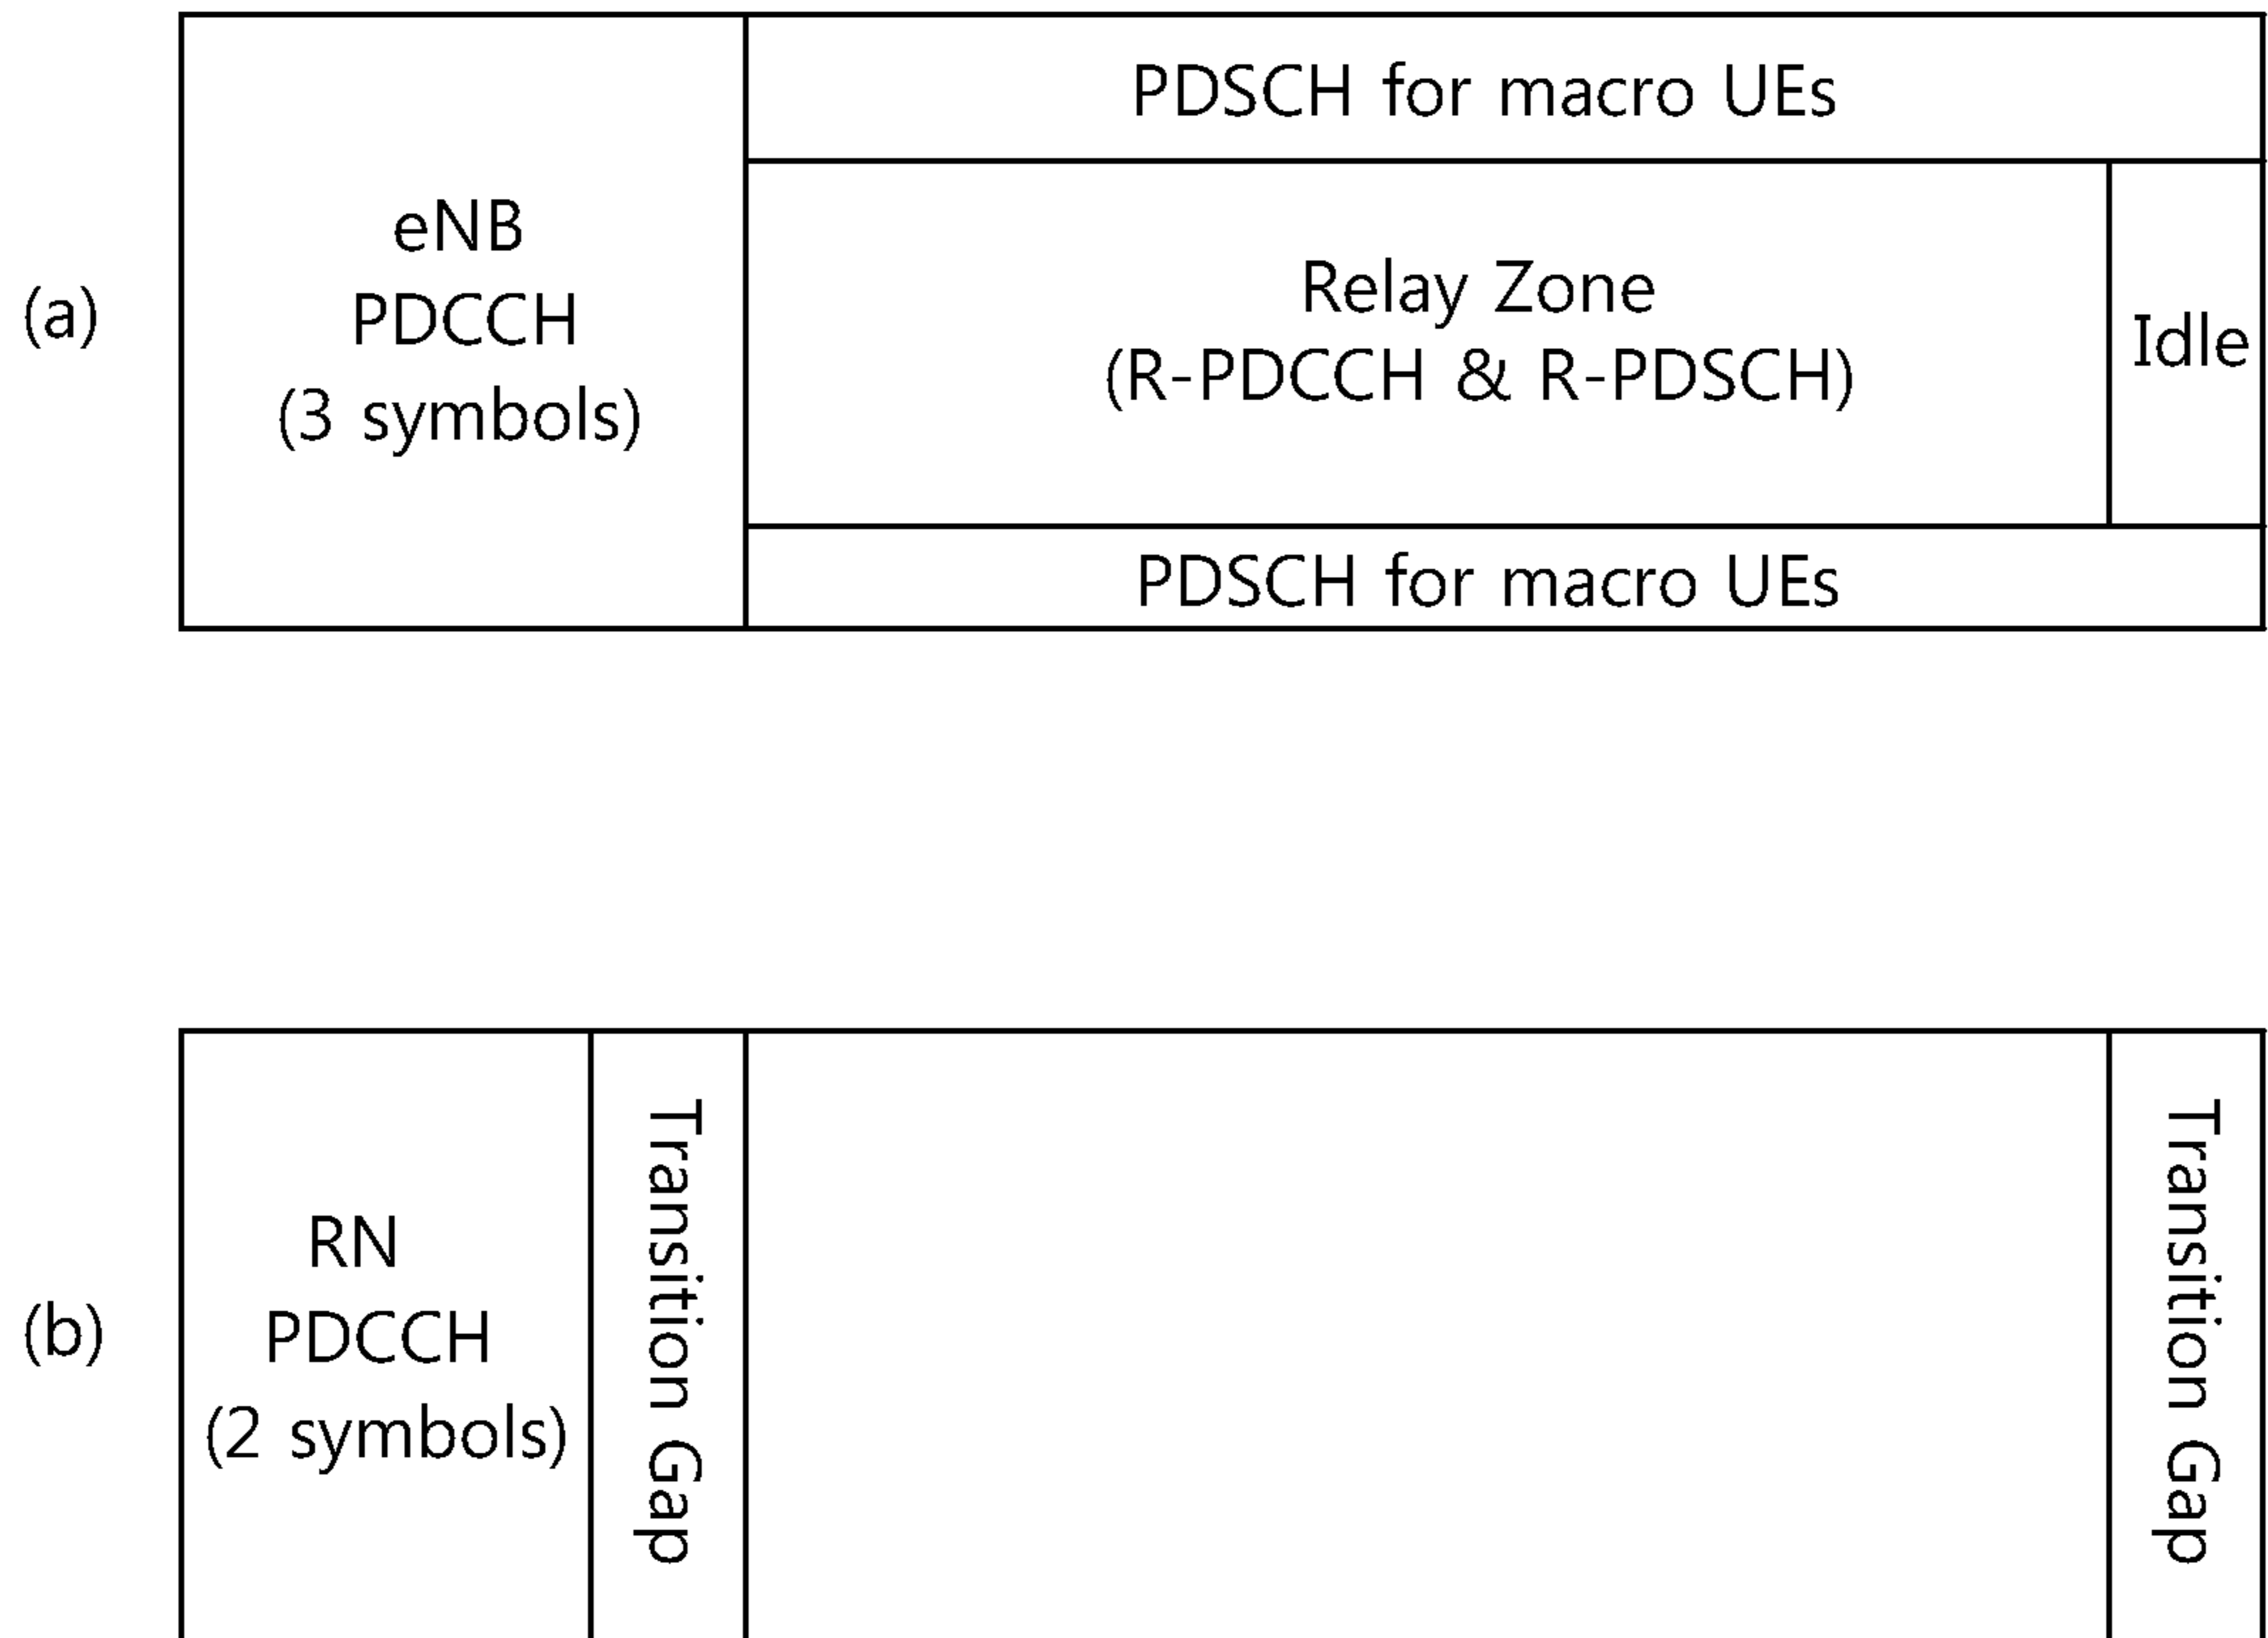 PDSCH for macro UEs
eNB
PDCCH
(3 symbols)
(a)
Relay Zone
(R-PDCCH & R-PDSCH)
Idle
PDSCH for macro UEs
(b)
RN
PDCCH
(2 symbols)
Transition Gap
Transition Gap